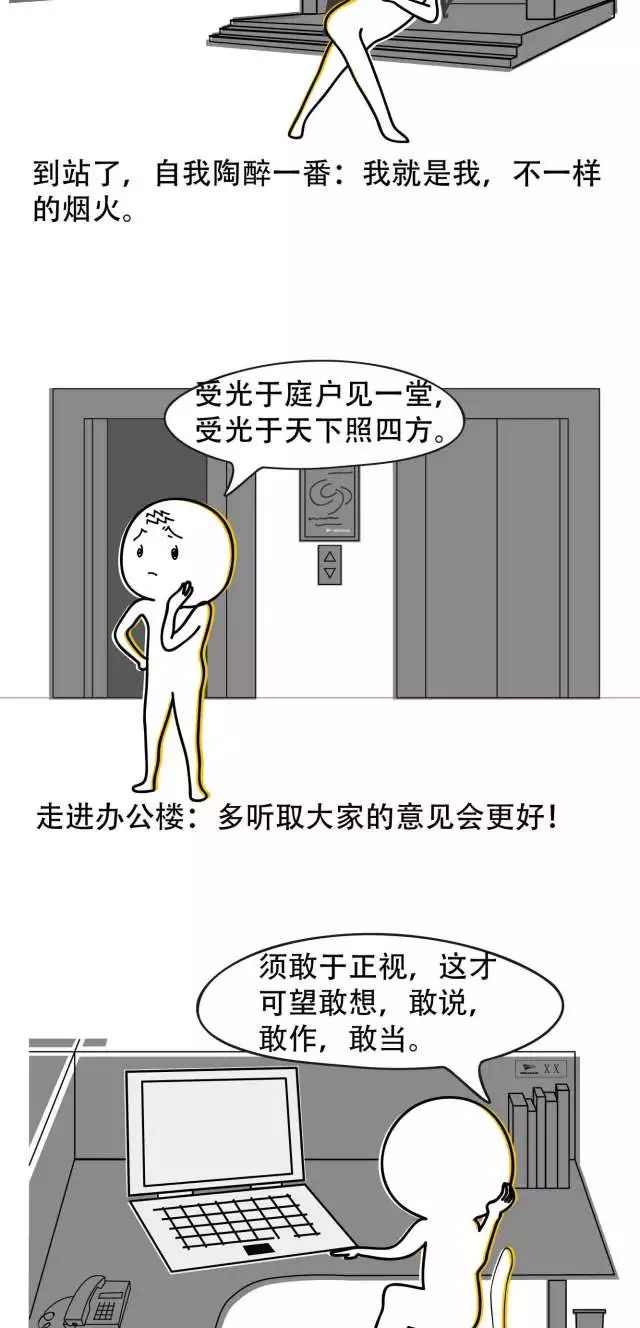 到站了，自我陶醉一番：我就是我，不一样
的烟火。
受光于庭户见一堂，
受光于天下照四方。
走进办公楼：多听取大家的意见会更好！
须敢于正视，这才
可望敢想，敢说，
敢作，敢当。
XX